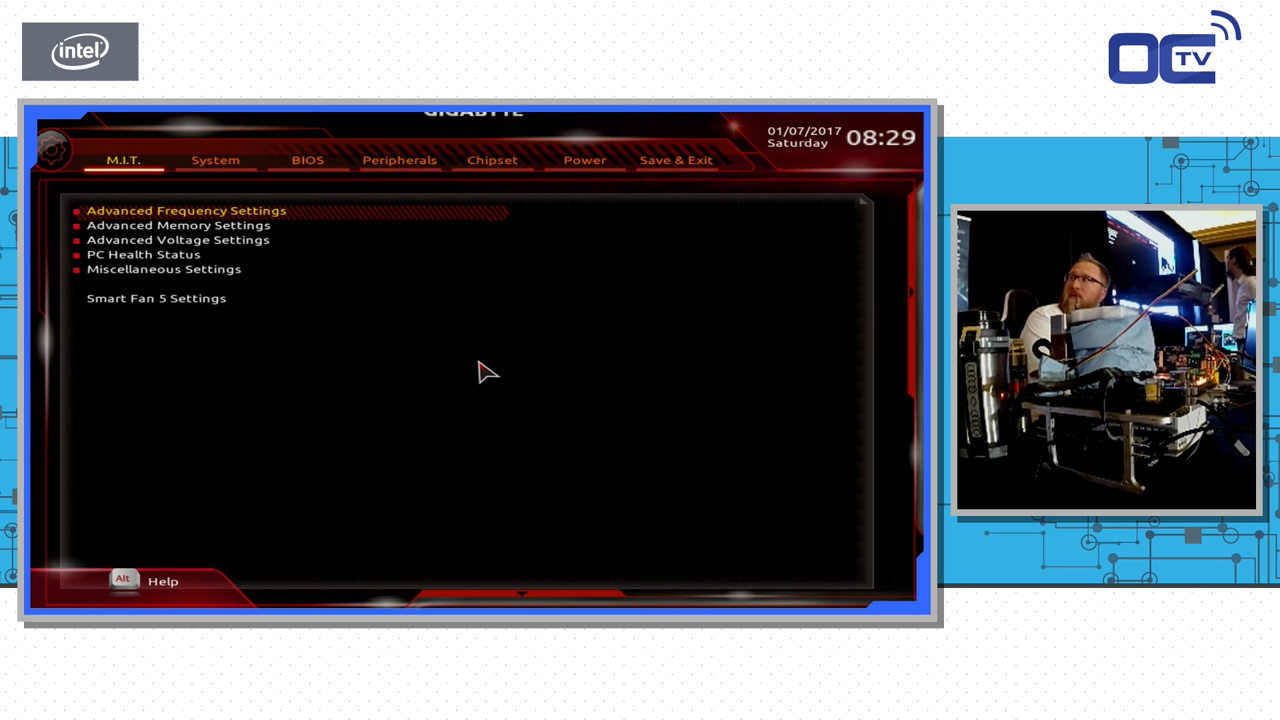 intel
OC TV
GIGABYTE
01/07/2017
Saturday
08:29
M.I.T. System BIOS Peripherals Chipset Power Save & Exit
Advanced Frequency Settings
Advanced Memory Settings
Advanced Voltage Settings
PC Health Status
Miscellaneous Settings
Smart Fan 5 Settings
Alt Help